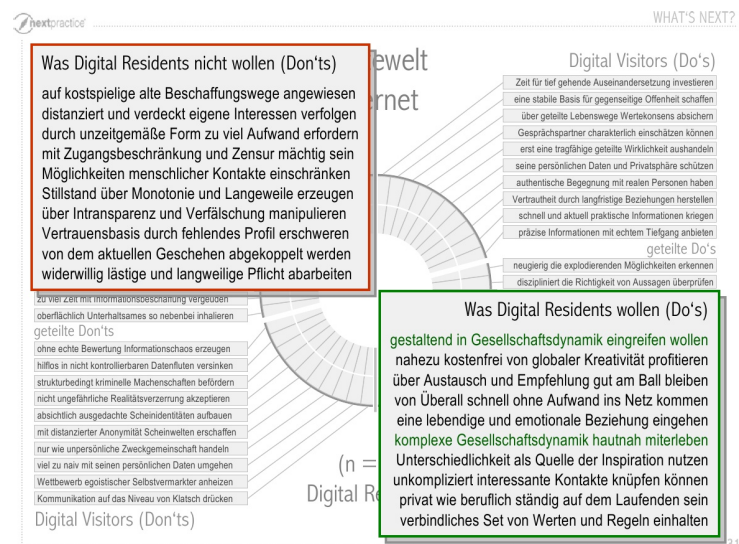 nextpractice
WHAT'S NEXT?
Was Digital Residents nicht wollen (Don'ts)
auf kostspielige alte Beschaffungswege angewiesen
distanziert und verdeckt eigene Interessen verfolgen
durch unzeitgemäße Form zu viel Aufwand erfordern
mit Zugangsbeschränkung und Zensur mächtig sein
Möglichkeiten menschlicher Kontakte einschränken
Stillstand über Monotonie und Langeweile erzeugen
über Intransparenz und Verfälschung manipulieren
Vertrauensbasis durch fehlendes Profil erschweren
von dem aktuellen Geschehen abgekoppelt werden
widerwillig lästige und langweilige Pflicht abarbeiten
ewelt
rnet
Digital Visitors (Do's)
Zeit für tief gehende Auseinandersetzung investieren
eine stabile Basis für gegenseitige Offenheit schaffen
über geteilte Lebenswege Wertekonsens absichern
Gesprächspartner charakterlich einschätzen können
erst eine tragfähige geteilte Wirklichkeit aushandeln
seine persönlichen Daten und Privatsphäre schützen
authentische Begegnung mit realen Personen haben
Vertrautheit durch langfristige Beziehungen herstellen
schnell und aktuell praktische Informationen kriegen
präzise Informationen mit echtem Tiefgang anbieten
geteilte Do's
neugierig die explodierenden Möglichkeiten erkennen
diszipliniert die Richtigkeit von Aussagen überprüfen
zu viel Zeit mit Informationsbeschaffung vergeuden
oberflächlich Unterhaltsames so nebenbei inhalieren
geteilte Don'ts
ohne echte Bewertung Informationschaos erzeugen
hilflos in nicht kontrollierbaren Datenfluten versinken
strukturbedingt kriminelle Machenschaften befördern
nicht ungefährliche Realitätsverzerrung akzeptieren
absichtlich ausgedachte Scheinidentitäten aufbauen
mit distanzierter Anonymität Scheinwelten erschaffen
nur wie unpersönliche Zweckgemeinschaft handeln
viel zu naiv mit seinen persönlichen Daten umgehen
Wettbewerb egoistischer Selbstvermarkter anheizen
Kommunikation auf das Niveau von Klatsch drücken
Digital Visitors (Don'ts)
(n =
Digital Re
Was Digital Residents wollen (Do's)
gestaltend in Gesellschaftsdynamik eingreifen wollen
nahezu kostenfrei von globaler Kreativität profitieren
über Austausch und Empfehlung gut am Ball bleiben
von Überall schnell ohne Aufwand ins Netz kommen
eine lebendige und emotionale Beziehung eingehen
komplexe Gesellschaftsdynamik hautnah miterleben
Unterschiedlichkeit als Quelle der Inspiration nutzen
unkompliziert interessante Kontakte knüpfen können
privat wie beruflich ständig auf dem Laufenden sein
verbindliches Set von Werten und Regeln einhalten